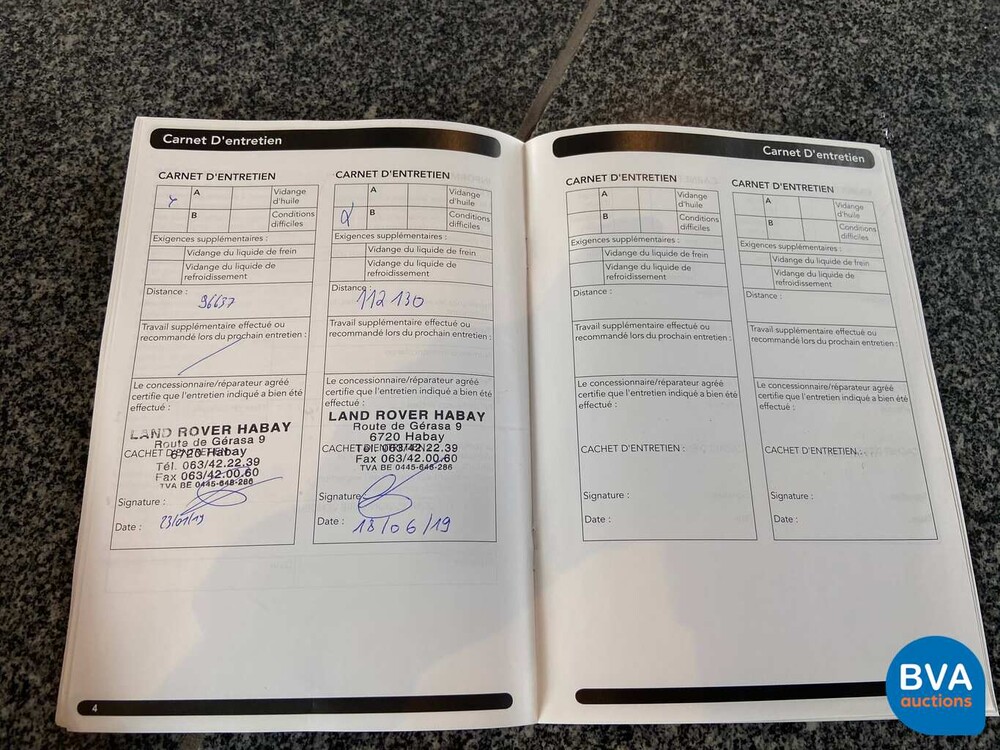 Carnet D'entretien
CARNET D'ENTRETIEN
A
Vidange
d'huile
B
Conditions
difficiles
Exigences supplémentaires :
Vidange du liquide de frein
Vidange du liquide de
refroidissement
Distance :
96637
Travail supplémentaire effectué ou
recommandé lors du prochain entretien :
Le concessionnaire/réparateur agréé
certifie que l'entretien indiqué a bien été
effectué :
LAND ROVER HABAY
Route de Gérasa 9
6720 Habay
CACHET D'ENTRETIEN
Tél. 063/42.22.39
Fax 063/42.00.60
TVA BE 0445-648-286
Signature :
Date : 23/01/19
CARNET D'ENTRETIEN
A
Vidange
d'huile
B
Conditions
difficiles
Exigences supplémentaires :
Vidange du liquide de frein
Vidange du liquide de
refroidissement
Distance :
112 130
Travail supplémentaire effectué ou
recommandé lors du prochain entretien :
Le concessionnaire/réparateur agréé
certifie que l'entretien indiqué a bien été
effectué :
LAND ROVER HABAY
Route de Gérasa 9
6720 Habay
CACHET D'ENTRETIEN
Tél. 063/42.22.39
Fax 063/42.00.60
TVA BE 0445-648-286
Signature
Date : 18/06/19
4
Carnet D'entretien
CARNET D'ENTRETIEN
A
Vidange
d'huile
B
Conditions
difficiles
Exigences supplémentaires :
Vidange du liquide de frein
Vidange du liquide de
refroidissement
Distance :
Travail supplémentaire effectué ou
recommandé lors du prochain entretien :
Le concessionnaire/réparateur agréé
certifie que l'entretien indiqué a bien été
effectué :
CACHET D'ENTRETIEN :
Signature :
Date :
CARNET D'ENTRETIEN
A
Vidange
d'huile
B
Conditions
difficiles
Exigences supplémentaires :
Vidange du liquide de frein
Vidange du liquide de
refroidissement
Distance :
Travail supplémentaire effectué ou
recommandé lors du prochain entretien :
Le concessionnaire/réparateur agréé
certifie que l'entretien indiqué a bien été
effectué :
CACHET D'ENTRETIEN
Signature :
Date :
BVA
auctions